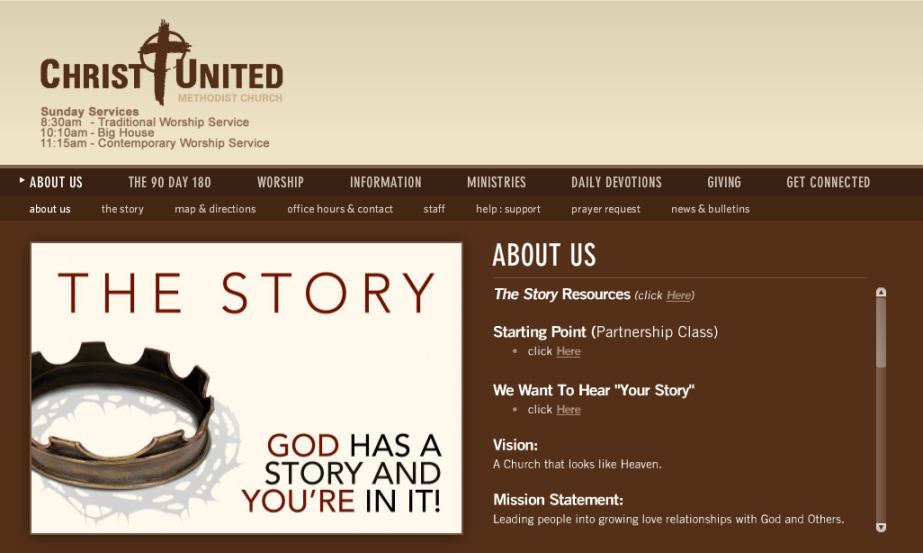 CHRIST UNITED
METHODIST CHURCH
Sunday Services
8:30am - Traditional Worship Service
10:10am - Big House
11:15am - Contemporary Worship Service
ABOUT US THE 90 DAY 180 WORSHIP INFORMATION MINISTRIES DAILY DEVOTIONS GIVING GET CONNECTED
about us the story map & directions office hours & contact staff help : support prayer request news & bulletins
THE STORY
GOD HAS A
STORY AND
YOU'RE IN IT!
ABOUT US
The Story Resources (click Here)
Starting Point (Partnership Class)
• click Here
We Want To Hear "Your Story"
• click Here
Vision:
A Church that looks like Heaven.
Mission Statement:
Leading people into growing love relationships with God and Others.